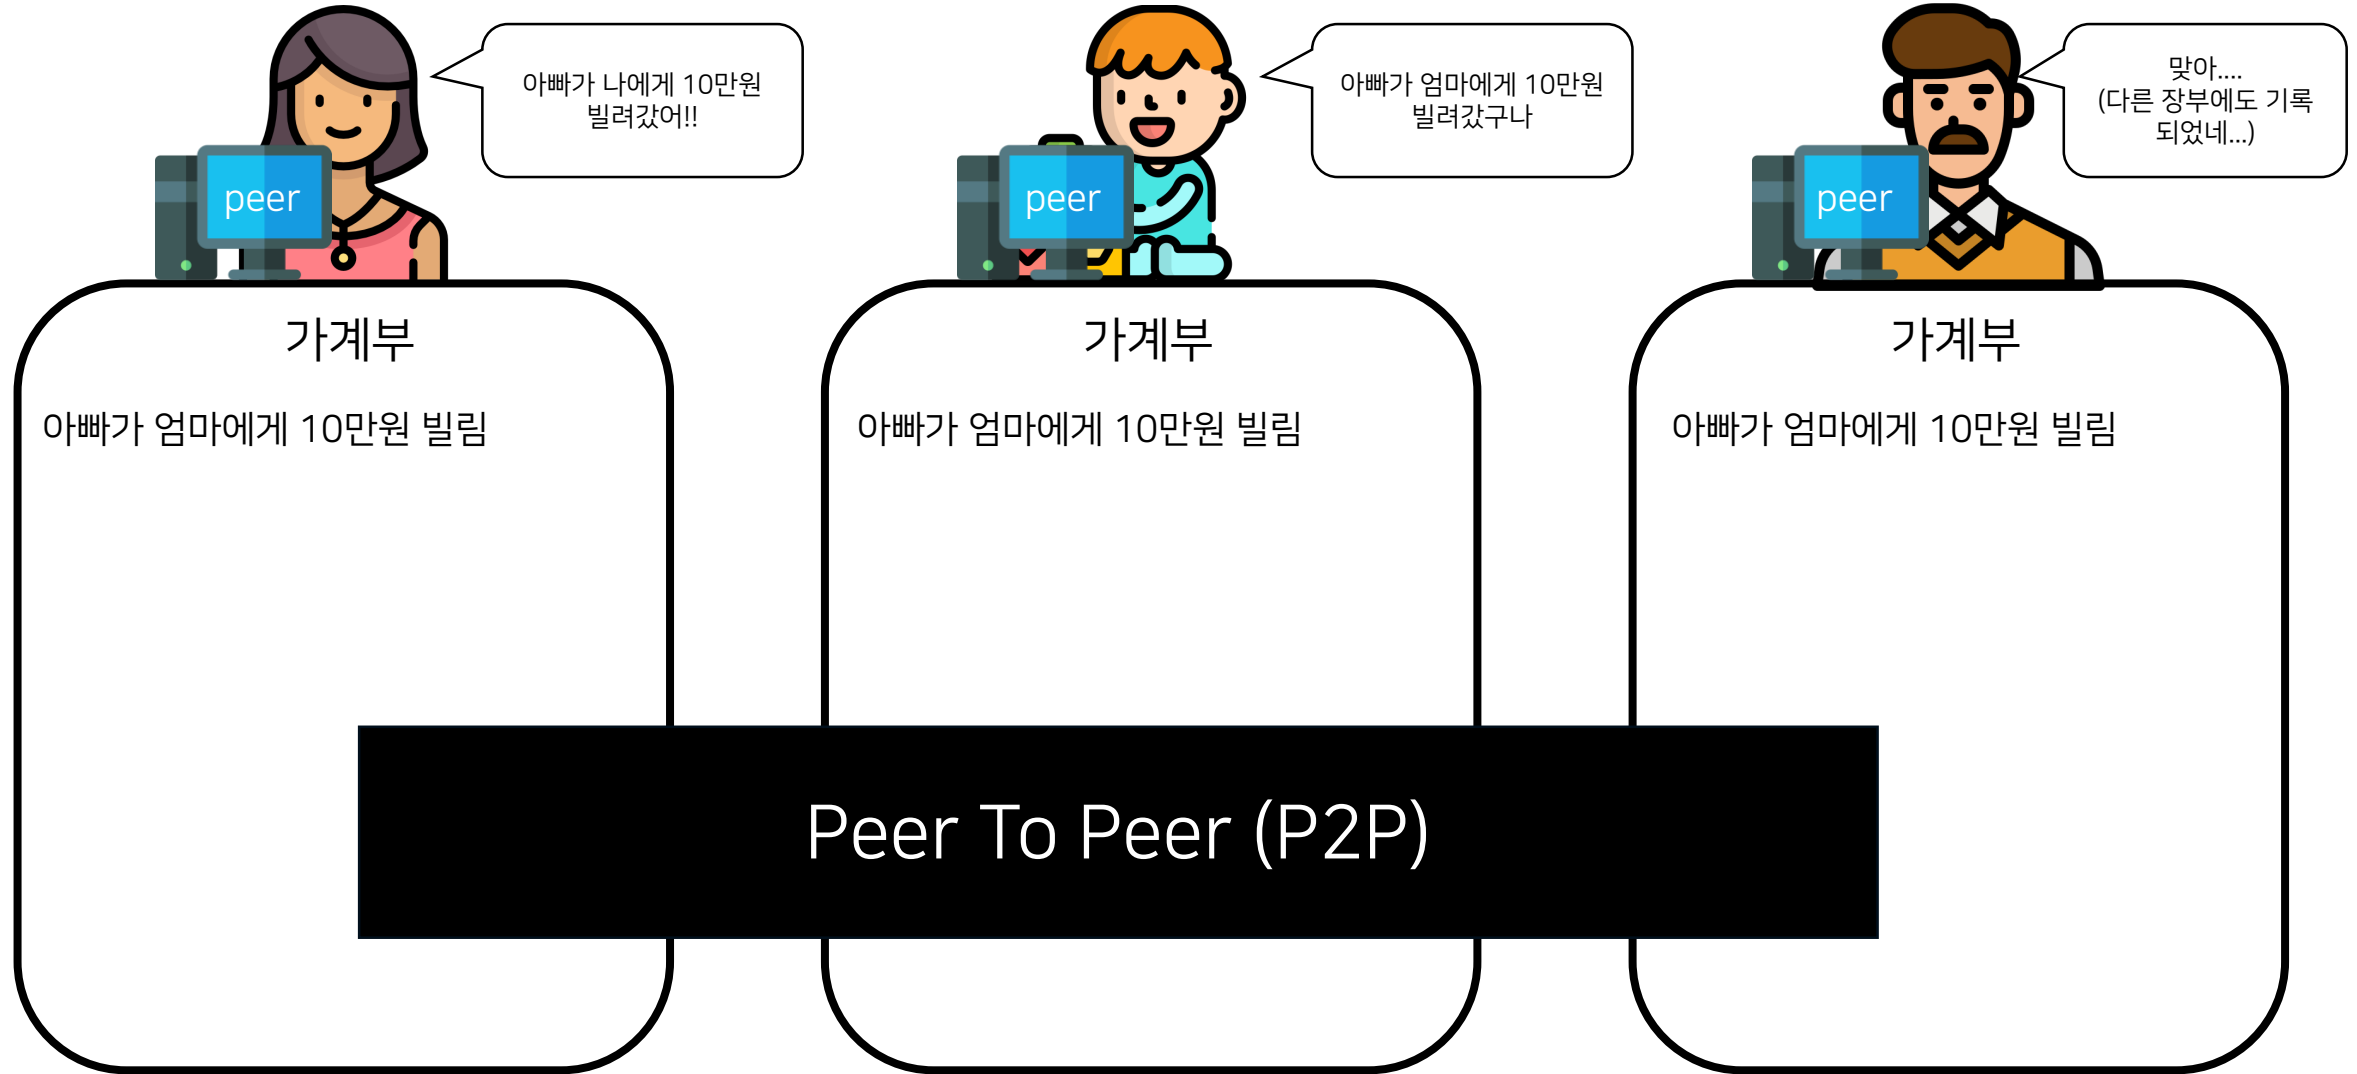 아빠가 나에게 10만원
빌려갔어!!
아빠가 엄마에게 10만원
빌려갔구나
맞아....
(다른 장부에도 기록
되었네...)
peer
peer
peer
가계부
가계부
가계부
아빠가 엄마에게 10만원 빌림
아빠가 엄마에게 10만원 빌림
아빠가 엄마에게 10만원 빌림
Peer To Peer (P2P)